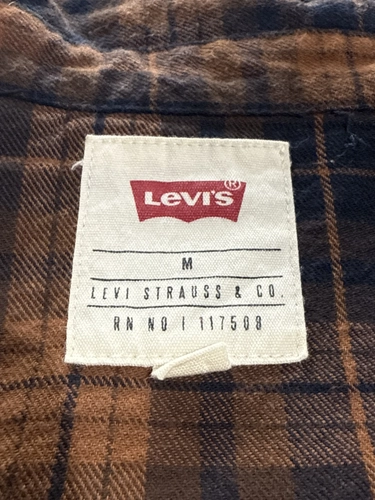 LEVI'S®
M
LEVI STRAUSS & CO.
RN NO | 117508